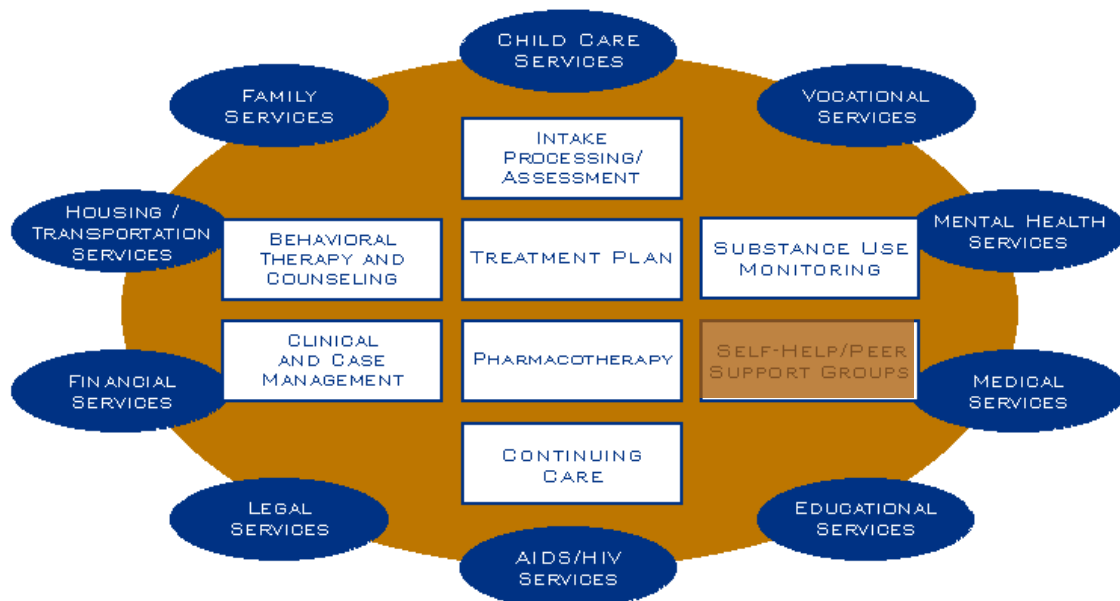 CHILD CARE
SERVICES
FAMILY
SERVICES
VOCATIONAL
SERVICES
INTAKE
PROCESSING/
ASSESSMENT
HOUSING /
TRANSPORTATION
SERVICES
BEHAVIORAL
THERAPY AND
COUNSELING
TREATMENT PLAN
SUBSTANCE USE
MONITORING
MENTAL HEALTH
SERVICES
FINANCIAL
SERVICES
CLINICAL
AND CASE
MANAGEMENT
PHARMACOTHERAPY
SELF-HELP/PEER
SUPPORT GROUPS
MEDICAL
SERVICES
CONTINUING
CARE
LEGAL
SERVICES
EDUCATIONAL
SERVICES
AIDS/HIV
SERVICES